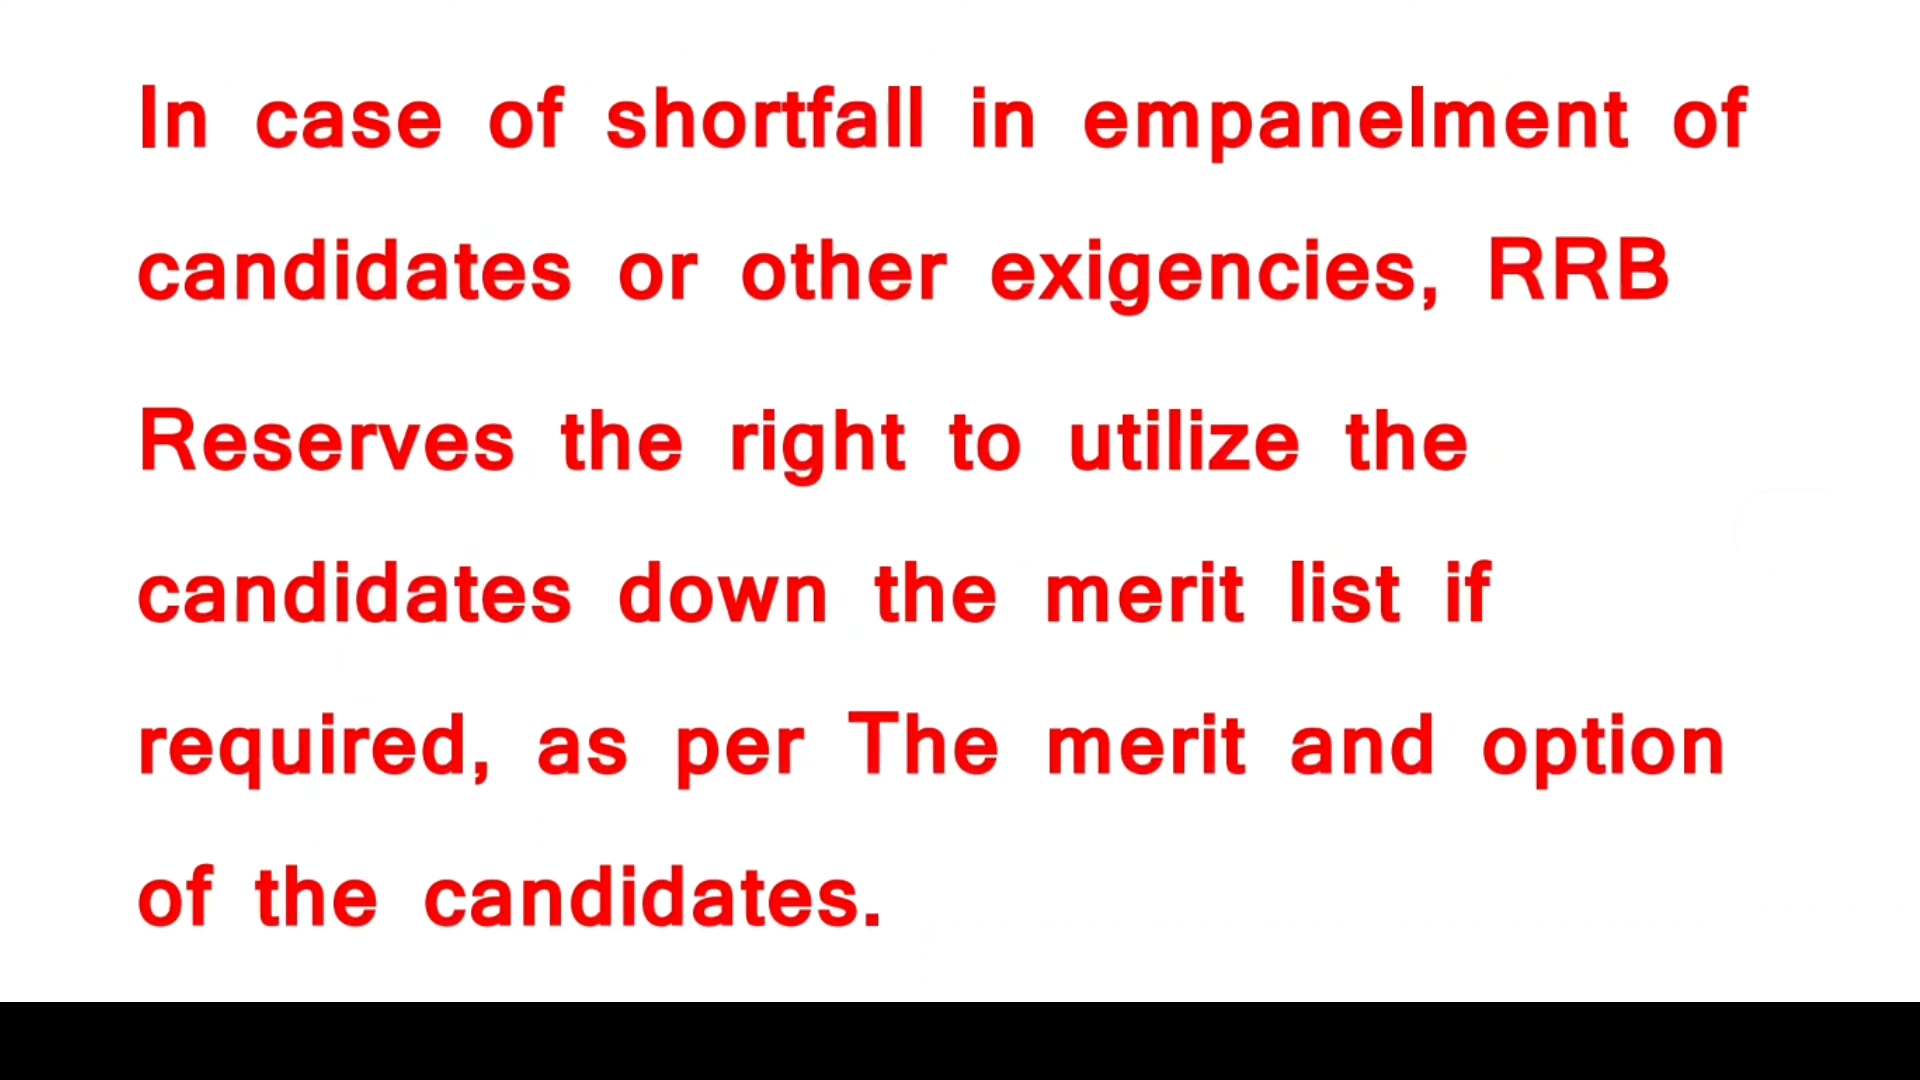 In case of shortfall in empanelment of
candidates or other exigencies, RRB
Reserves the right to utilize the
candidates down the merit list if
required, as per The merit and option
of the candidates.